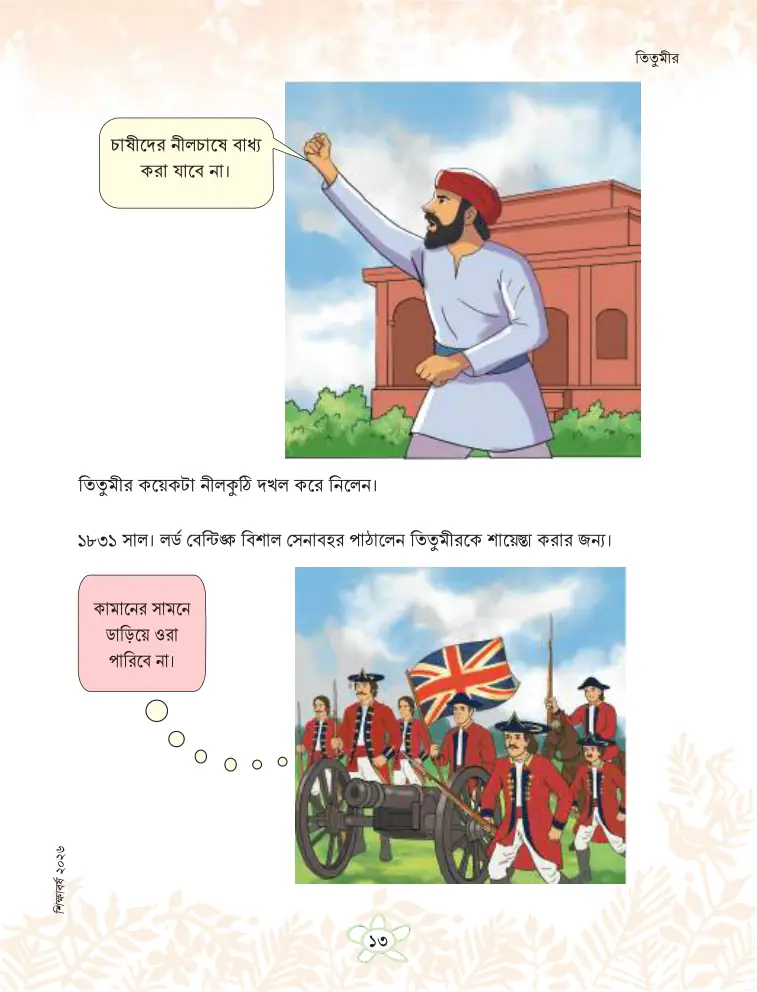 তিতুমীর
চাষীদের নীলচাষে বাধ্য
করা যাবে না।
তিতুমীর কয়েকটা নীলকুঠি দখল করে নিলেন।
১৮৩১ সাল। লর্ড বেন্টিঙ্ক বিশাল সেনাবহর পাঠালেন তিতুমীরকে শায়েস্তা করার জন্য।
কামানের সামনে
ডাড়িয়ে ওরা
পারিবে না।
শিক্ষাবর্ষ ২০২৬
১৩